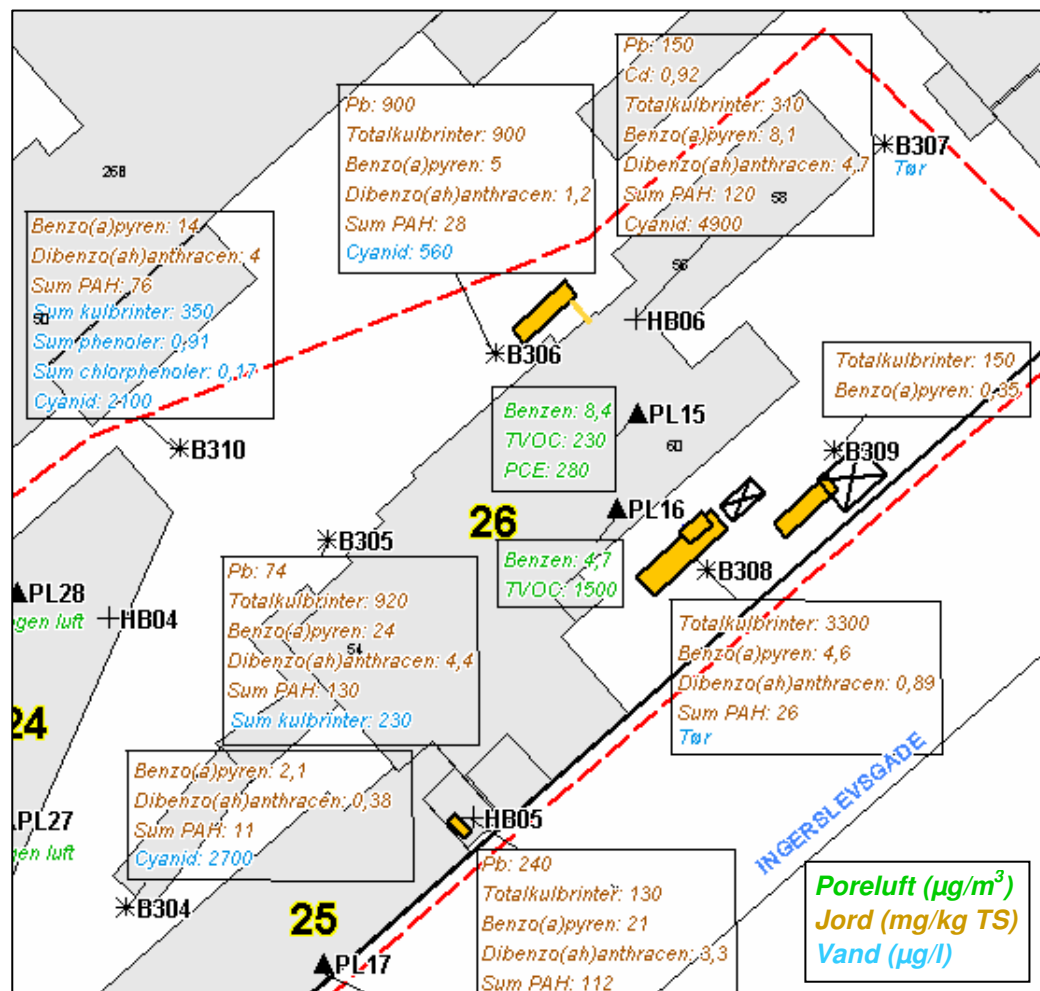 Pb: 150
Cd: 0,92
Totalkulbrinter: 310
Benzo(a)pyren: 8,1
Dibenzo(ah)anthracen: 4,7
Sum PAH: 120
Cyanid: 4900
58
56
B307
Tør
Pb: 900
Totalkulbrinter: 900
Benzo(a)pyren: 5
Dibenzo(ah)anthracen: 1,2
Sum PAH: 28
Cyanid: 560
B306
HB06
Benzo(a)pyren: 14
Dibenzo(ah)anthracen: 4
Sum PAH: 76
Sum kulbrinter: 350
Sum phenoler: 0,91
Sum chlorphenoler: 0,17
Cyanid: 2100
50
B310
Totalkulbrinter: 150
Benzo(a)pyren: 0,35
B309
Benzen: 8,4
TVOC: 230
PCE: 280
PL15
60
26
PL16
Benzen: 4,7
TVOC: 1500
B308
B305
Pb: 74
Totalkulbrinter: 920
Benzo(a)pyren: 24
Dibenzo(ah)anthracen: 4,4
Sum PAH: 130
Sum kulbrinter: 230
54
PL28
ogen luft
HB04
24
Totalkulbrinter: 3300
Benzo(a)pyren: 4,6
Dibenzo(ah)anthracen: 0,89
Sum PAH: 26
Tør
Benzo(a)pyren: 2,1
Dibenzo(ah)anthracen: 0,38
Sum PAH: 11
Cyanid: 2700
PL27
gen luft
B304
HB05
INGERSLEVSGADE
25
PL17
Pb: 240
Totalkulbrinter: 130
Benzo(a)pyren: 21
Dibenzo(ah)anthracen: 3,3
Sum PAH: 112
Poreluft (µg/m³)
Jord (mg/kg TS)
Vand (µg/l)